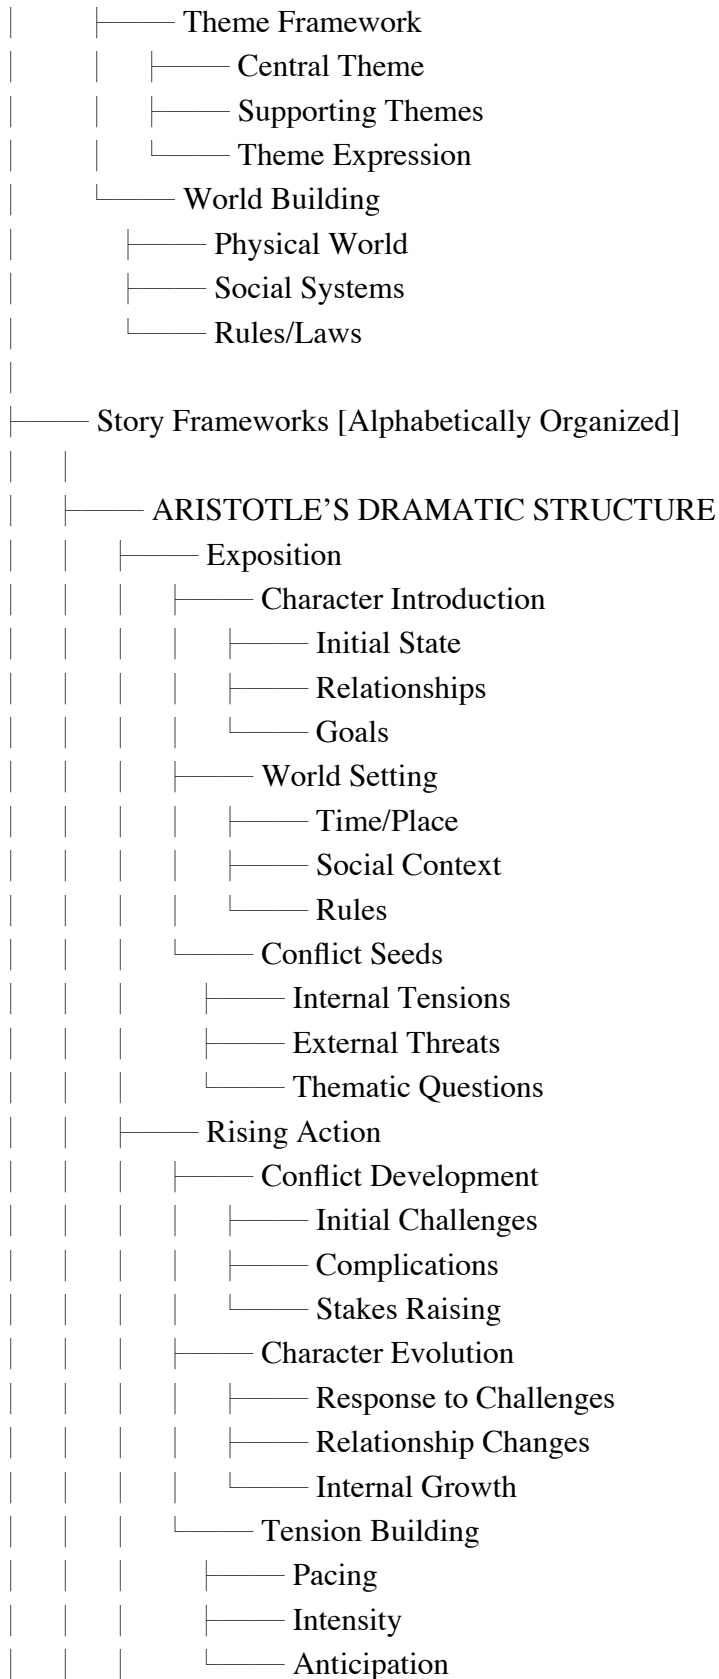 Theme Framework
Central Theme
Supporting Themes
Theme Expression
World Building
Physical World
Social Systems
Rules/Laws
Story Frameworks [Alphabetically Organized]
ARISTOTLE’S DRAMATIC STRUCTURE
Exposition
Character Introduction
Initial State
Relationships
Goals
World Setting
Time/Place
Social Context
Rules
Conflict Seeds
Internal Tensions
External Threats
Thematic Questions
Rising Action
Conflict Development
Initial Challenges
Complications
Stakes Raising
Character Evolution
Response to Challenges
Relationship Changes
Internal Growth
Tension Building
Pacing
Intensity
Anticipation